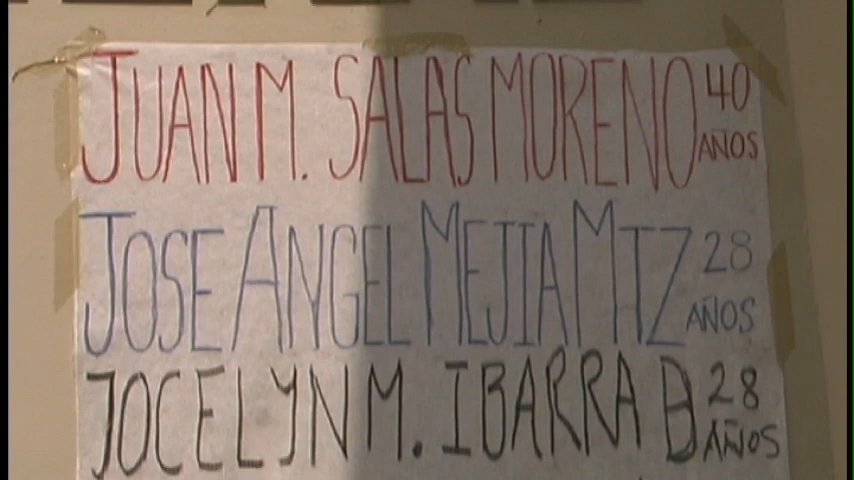 JUAN M. SALAS MORENO 40 AÑOS
JOSE ANGEL MEJIA MTZ 28 AÑOS
JOCELYN M. IBARRA B 28 AÑOS